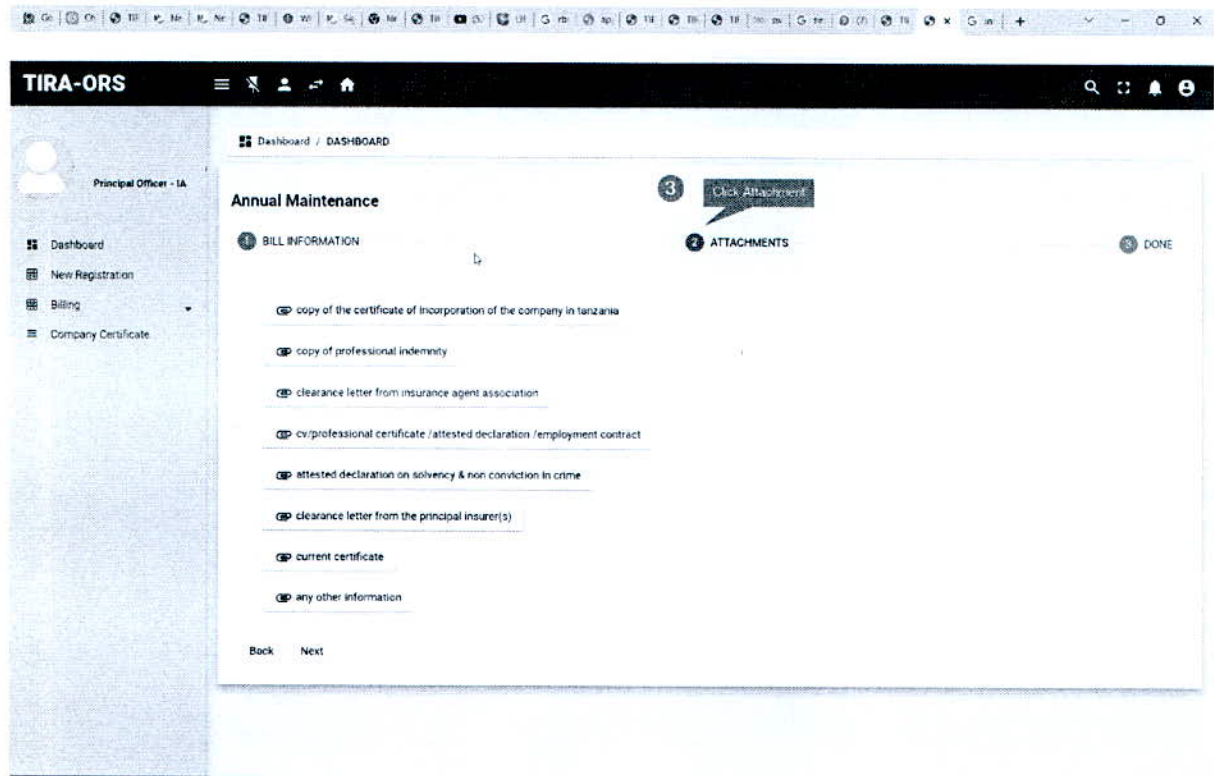 TIRA-ORS
Dashboard / DASHBOARD
Principal Officer - IA
Annual Maintenance
3 Click Attachment
1 BILL INFORMATION
2 ATTACHMENTS
3 DONE
Dashboard
New Registration
Billing
Company Certificate
copy of the certificate of incorporation of the company in tanzania
copy of professional indemnity
clearance letter from insurance agent association
cv/professional certificate /attested declaration /employment contract
attested declaration on solvency & non conviction in crime
clearance letter from the principal insurer(s)
current certificate
any other information
Back Next